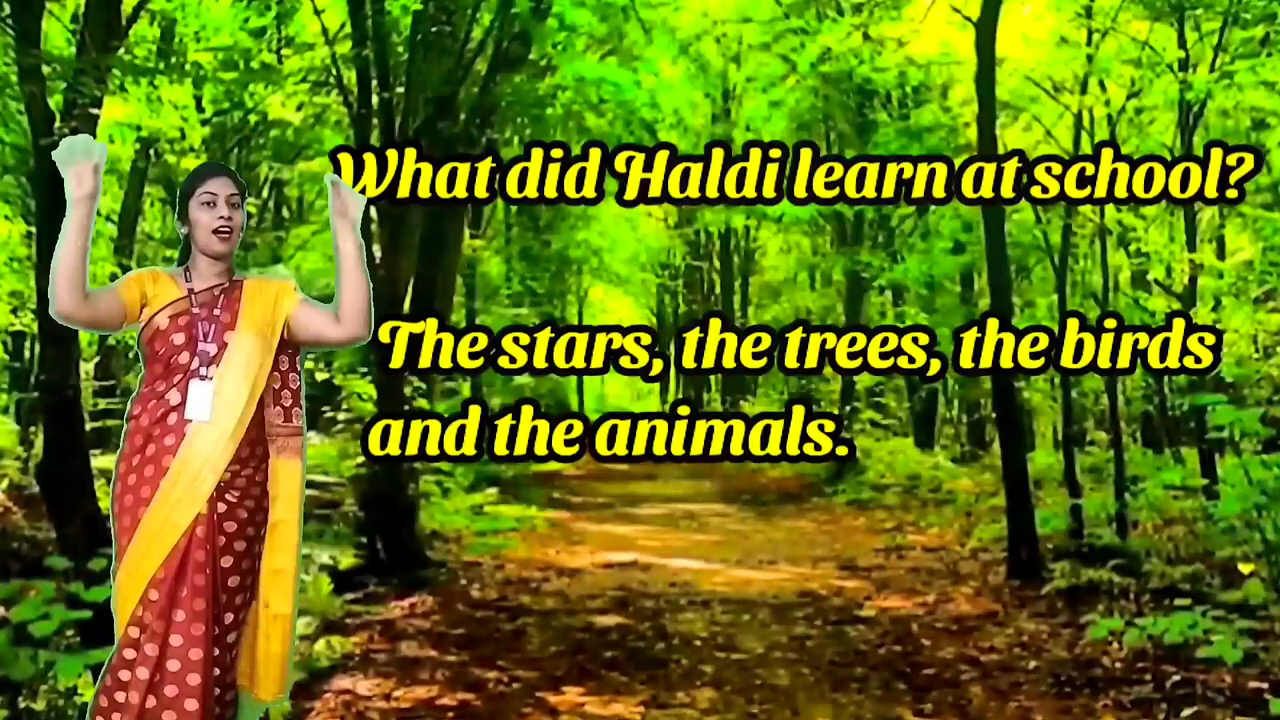 What did Haldi learn at school?
The stars, the trees, the birds
and the animals.